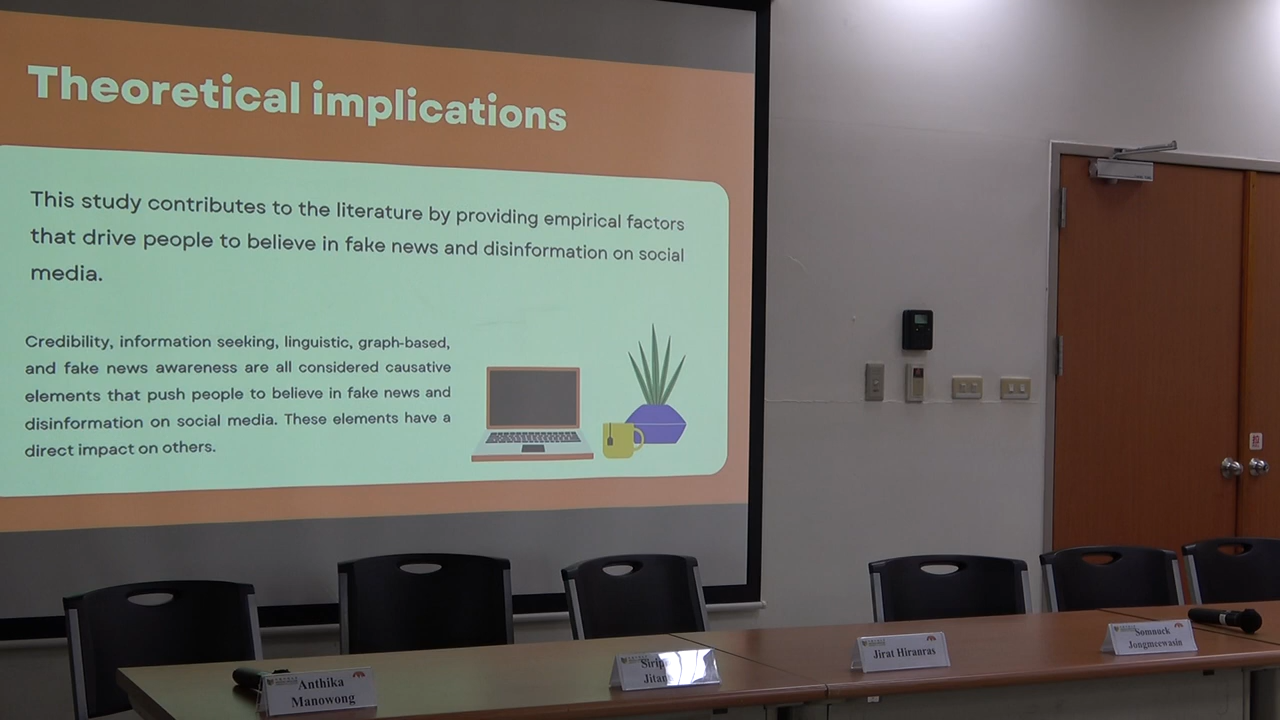 Theoretical implications
This study contributes to the literature by providing empirical factors
that drive people to believe in fake news and disinformation on social
media.
Credibility, information seeking, linguistic, graph-based,
and fake news awareness are all considered causative
elements that push people to believe in fake news and
disinformation on social media. These elements have a
direct impact on others.
Anthika
Manowong
Jirat Hiranras
Somnuck
Jongmeewasin